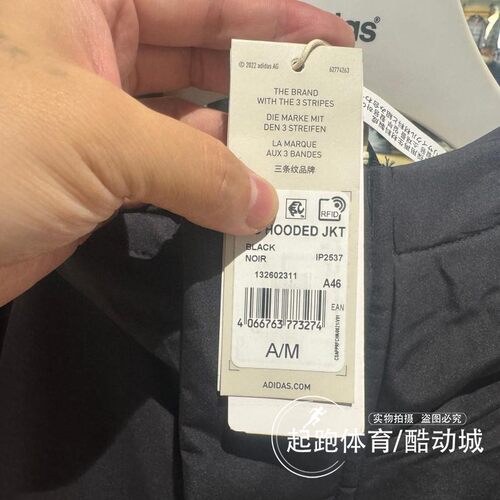 © 2022 adidas AG
62774263
THE BRAND
WITH THE 3 STRIPES
DIE MARKE MIT
DEN 3 STREIFEN
LA MARQUE
AUX 3 BANDES
三条纹品牌
RFID
HOODED JKT
BLACK
NOIR
IP2537
132602311
A46
EAN
4 066763 773274
A/M
ADIDAS.COM
实物拍摄 盗图必究
起跑体育/酷动城